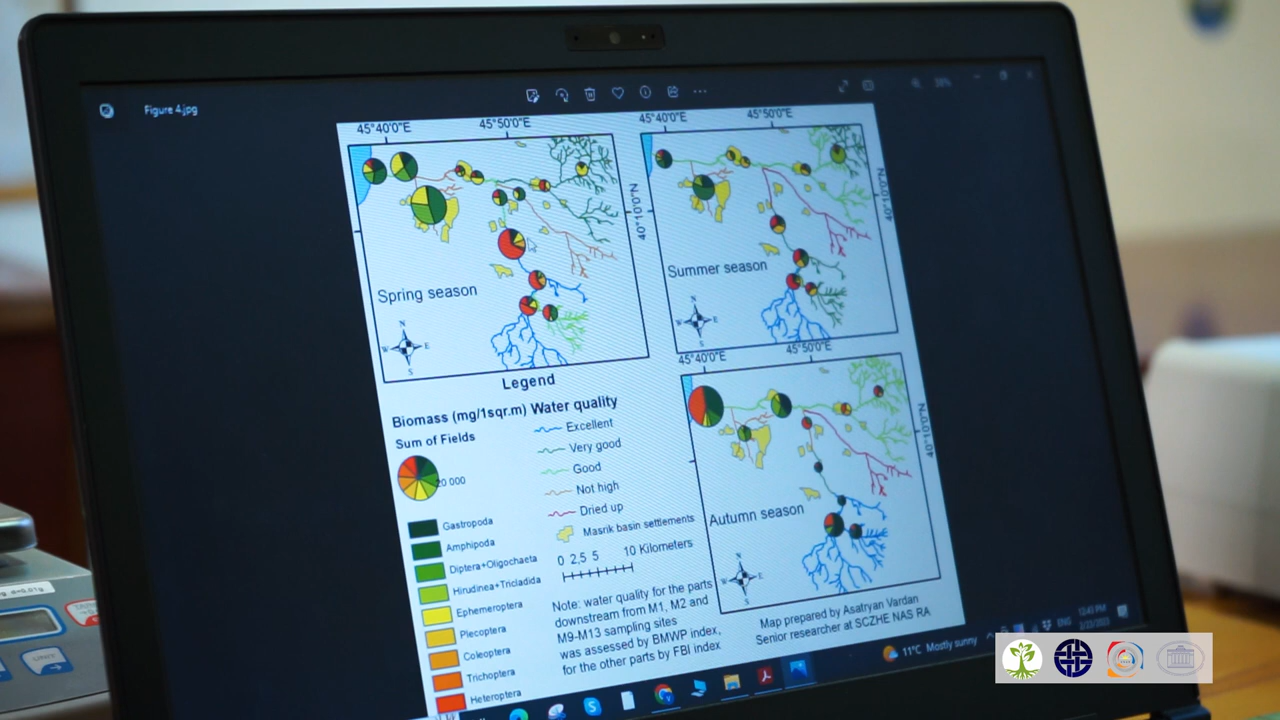 Figure 4.jpg
45°40'0"E
45°50'0"E
40°10'0"N
Spring season
N
W
E
S
45°40'0"E
45°50'0"E
40°10'0"N
Summer season
N
W
E
S
45°40'0"E
45°50'0"E
40°10'0"N
Autumn season
N
W
E
S
Legend
Biomass (mg/1sqr.m)
Sum of Fields
20 000
Gastropoda
Amphipoda
Diptera+Oligochaeta
Hirudinea+Tricladida
Ephemeroptera
Plecoptera
Coleoptera
Trichoptera
Heteroptera
Water quality
Excellent
Very good
Good
Not high
Dried up
Masrik basin settlements
0 2,5 5 10 Kilometers
Note: water quality for the parts
downstream from M1, M2 and
M9-M13 sampling sites
was assessed by BMWP index,
for the other parts by FBI index
Map prepared by Asatryan Vardan
Senior researcher at SCZHE NAS RA
11°C Mostly sunny
ENG
UNIT